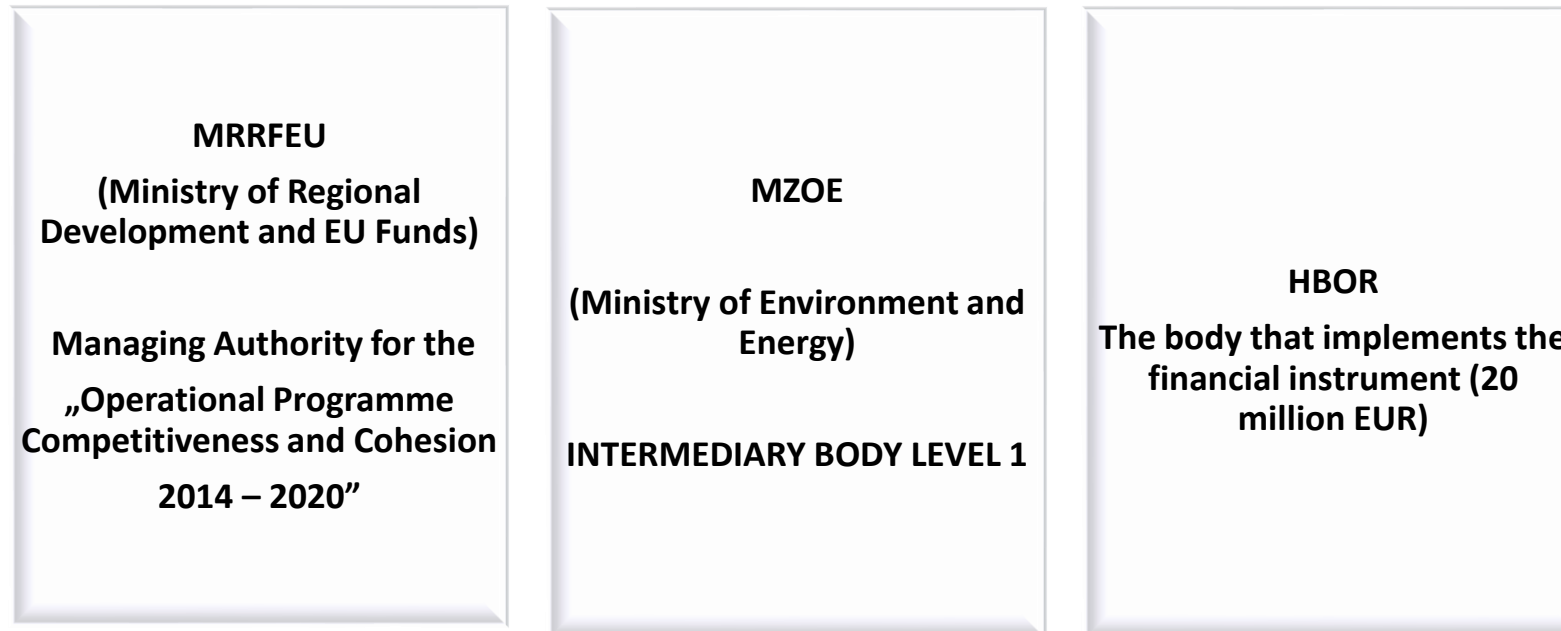 MRRFEU
(Ministry of Regional
Development and EU Funds)
Managing Authority for the
„Operational Programme
Competitiveness and Cohesion
2014 – 2020”
MZOE
(Ministry of Environment and
Energy)
INTERMEDIARY BODY LEVEL 1
HBOR
The body that implements the
financial instrument (20
million EUR)